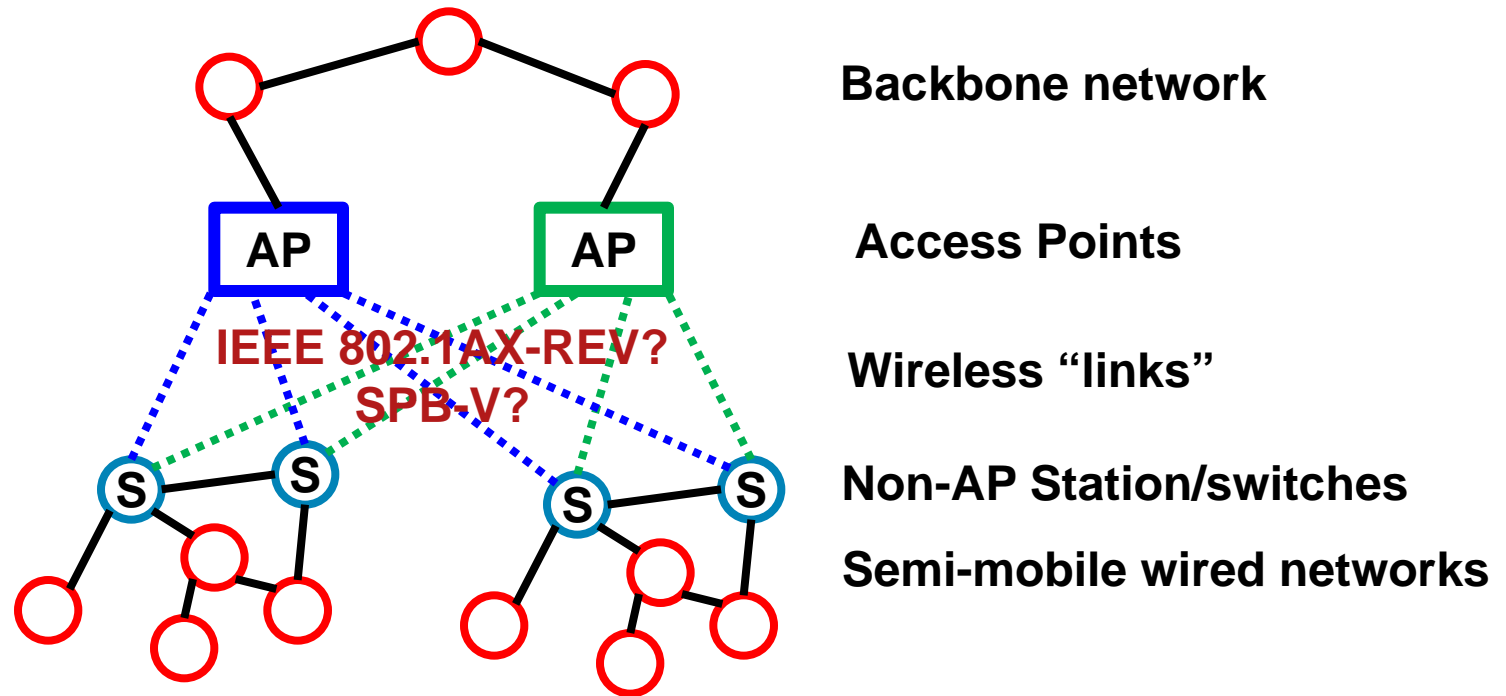 Backbone network
AP
AP
Access Points
IEEE 802.1AX-REV?
SPB-V?
Wireless “links”
S
S
S
S
Non-AP Station/switches
Semi-mobile wired networks